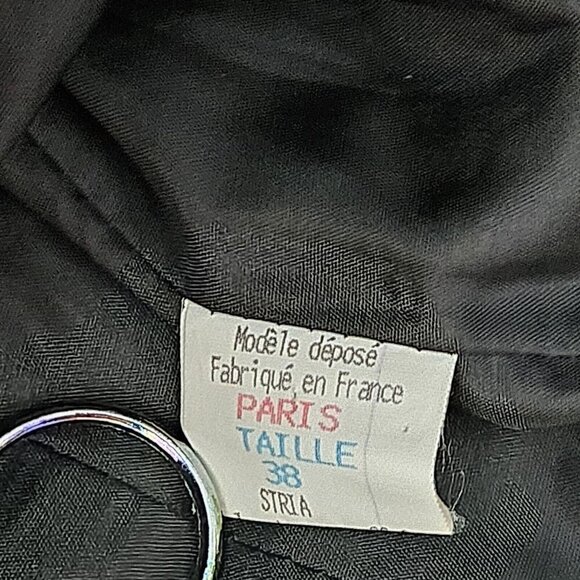 Modèle déposé
Fabriqué en France
PARIS
TAILLE
38
STRIA